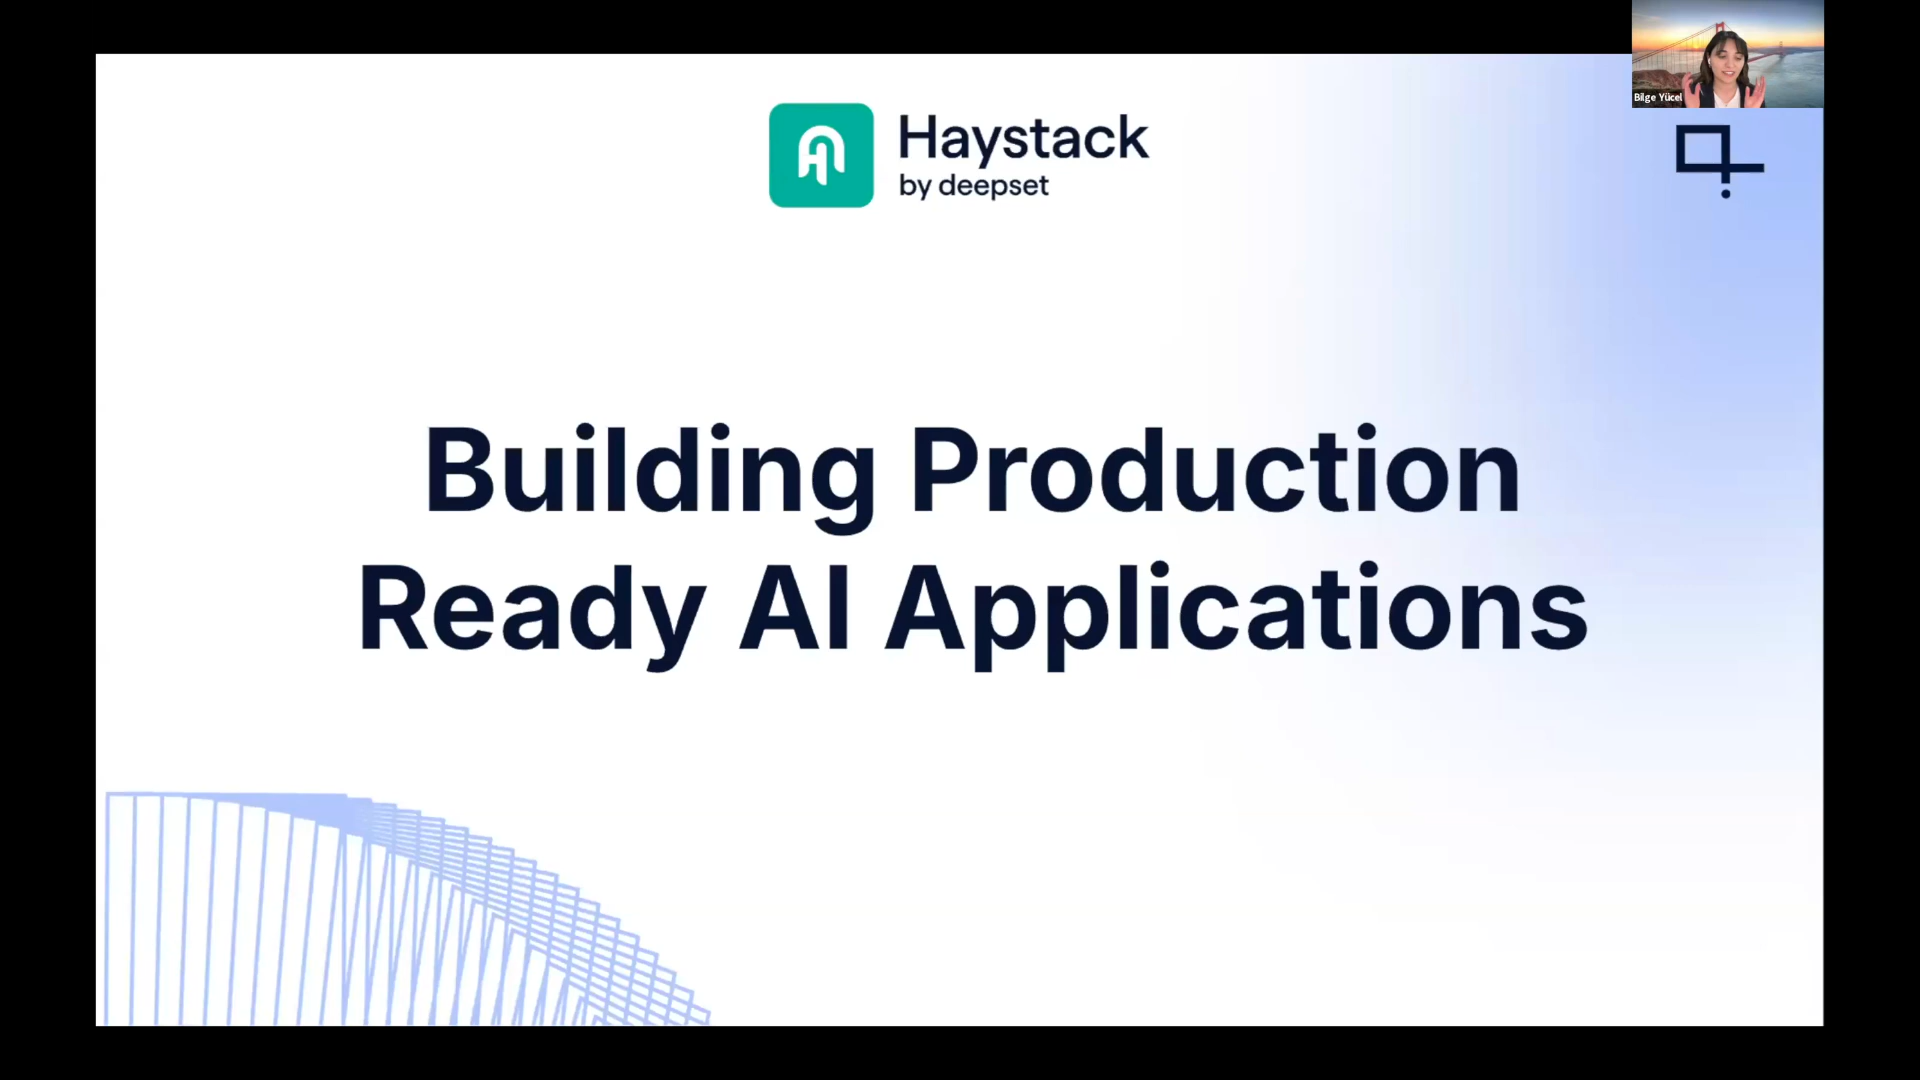 Haystack
by deepset
Bilge Yücel
Building Production
Ready AI Applications